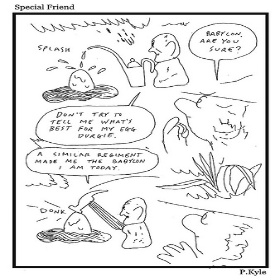 Special Friend
SPLASH
BABYLON,
ARE YOU
SURE?
DON'T TRY TO
TELL ME WHAT'S
BEST FOR MY EGG
DURGIE.
A SIMILAR REGIMENT
MADE ME THE BABYLON
I AM TODAY.
DONK
P.Kyle